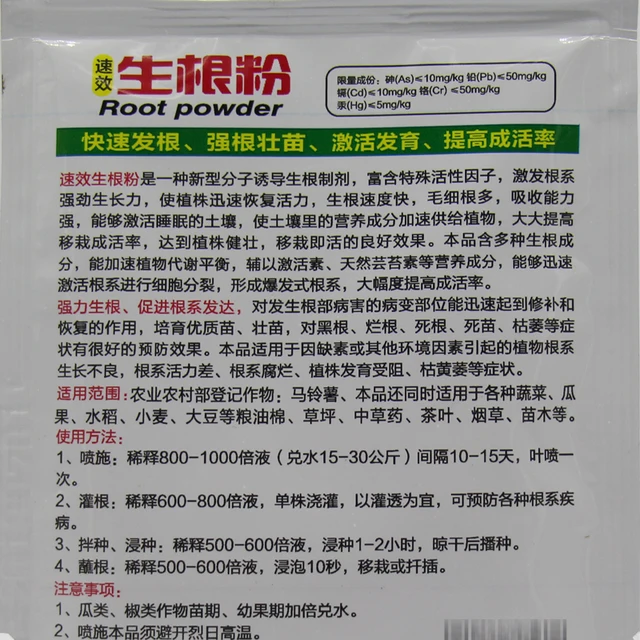 速效
生根粉
Root powder
限量成份：砷(As)≤10mg/kg 铅(Pb)≤50mg/kg
镉(Cd)≤10mg/kg 铬(Cr) ≤50mg/kg
汞(Hg)≤5mg/kg
快速发根、强根壮苗、激活发育、提高成活率
速效生根粉是一种新型分子诱导生根制剂，富含特殊活性因子，激发根系
强劲生长力，使植株迅速恢复活力，生根速度快，毛细根多，吸收能力
强，能够激活睡眠的土壤，使土壤里的营养成分加速供给植物，大大提高
移栽成活率，达到植株健壮，移栽即活的良好效果。本品含多种生根成
分，能加速植物代谢平衡，辅以激活素、天然芸苔素等营养成分，能够迅速
激活根系进行细胞分裂，形成爆发式根系，大幅度提高成活率。
强力生根、促进根系发达，对发生根部病害的病变部位能迅速起到修补和
恢复的作用，培育优质苗、壮苗，对黑根、烂根、死根、死苗、枯萎等症
状有很好的预防效果。本品适用于因缺素或其他环境因素引起的植物根系
生长不良，根系活力差、根系腐烂、植株发育受阻、枯黄萎等症状。
适用范围：农业农村部登记作物：马铃薯、本品还同时适用于各种蔬菜、瓜
果、水稻、小麦、大豆等粮油棉、草坪、中草药、茶叶、烟草、苗木等。
使用方法：
1、喷施：稀释800-1000倍液（兑水15-30公斤）间隔10-15天，叶喷一
次。
2、灌根：稀释600-800倍液，单株浇灌，以灌透为宜，可预防各种根系疾
病。
3、拌种、浸种：稀释500-600倍液，浸种1-2小时，晾干后播种。
4、蘸根：稀释500-600倍液，浸泡10秒，移栽或扦插。
注意事项：
1、瓜类、椒类作物苗期、幼果期加倍兑水。
2、喷施本品须避开烈日高温。